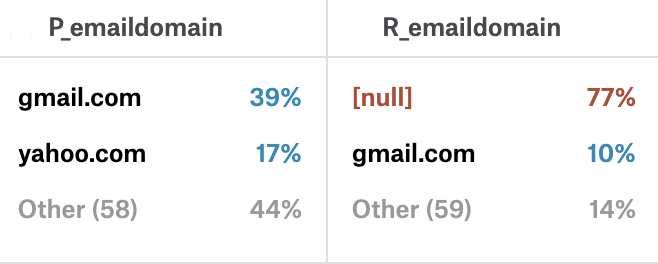 P_emaildomain R_emaildomain
gmail.com 39% [null] 77%
yahoo.com 17% gmail.com 10%
Other (58) 44% Other (59) 14%